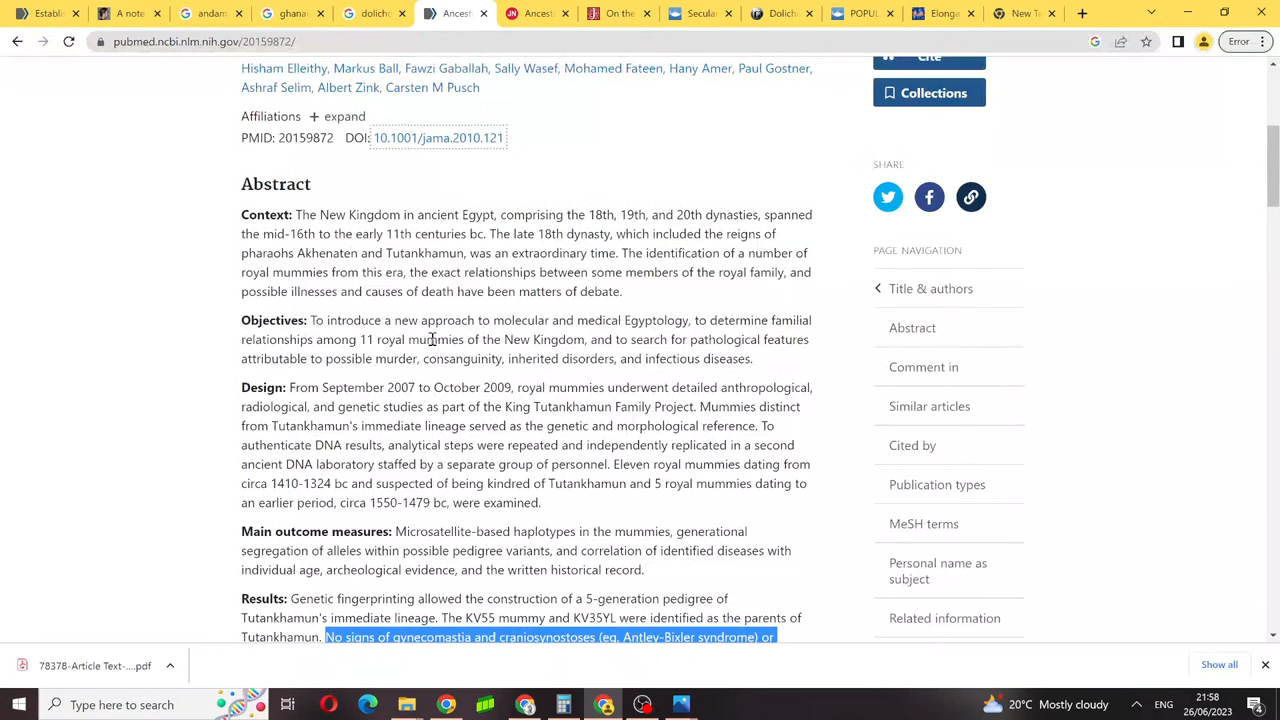 Establis
A note
andam
ghanai
dolicho
Ancest
Ancest
On the
Secular
Dolich
POPUL
Elonga
New Ta
pubmed.ncbi.nlm.nih.gov/20159872/
Error
Hisham Elleithy, Markus Ball, Fawzi Gaballah, Sally Wasef, Mohamed Fateen, Hany Amer, Paul Gostner,
Ashraf Selim, Albert Zink, Carsten M Pusch
Cite
Collections
Affiliations + expand
PMID: 20159872 DOI: 10.1001/jama.2010.121
SHARE
Abstract
Context: The New Kingdom in ancient Egypt, comprising the 18th, 19th, and 20th dynasties, spanned
the mid-16th to the early 11th centuries bc. The late 18th dynasty, which included the reigns of
pharaohs Akhenaten and Tutankhamun, was an extraordinary time. The identification of a number of
royal mummies from this era, the exact relationships between some members of the royal family, and
possible illnesses and causes of death have been matters of debate.
Objectives: To introduce a new approach to molecular and medical Egyptology, to determine familial
relationships among 11 royal mummies of the New Kingdom, and to search for pathological features
attributable to possible murder, consanguinity, inherited disorders, and infectious diseases.
Design: From September 2007 to October 2009, royal mummies underwent detailed anthropological,
radiological, and genetic studies as part of the King Tutankhamun Family Project. Mummies distinct
from Tutankhamun's immediate lineage served as the genetic and morphological reference. To
authenticate DNA results, analytical steps were repeated and independently replicated in a second
ancient DNA laboratory staffed by a separate group of personnel. Eleven royal mummies dating from
circa 1410-1324 bc and suspected of being kindred of Tutankhamun and 5 royal mummies dating to
an earlier period, circa 1550-1479 bc, were examined.
Main outcome measures: Microsatellite-based haplotypes in the mummies, generational
segregation of alleles within possible pedigree variants, and correlation of identified diseases with
individual age, archeological evidence, and the written historical record.
Results: Genetic fingerprinting allowed the construction of a 5-generation pedigree of
Tutankhamun's immediate lineage. The KV55 mummy and KV35YL were identified as the parents of
Tutankhamun. No signs of gynecomastia and craniosynostoses (eg, Antley-Bixler syndrome) or
PAGE NAVIGATION
Title & authors
Abstract
Comment in
Similar articles
Cited by
Publication types
MeSH terms
Personal name as
subject
Related information
78378-Article Text-....pdf
Show all
Type here to search
20°C Mostly cloudy
ENG
21:58
26/06/2023
4